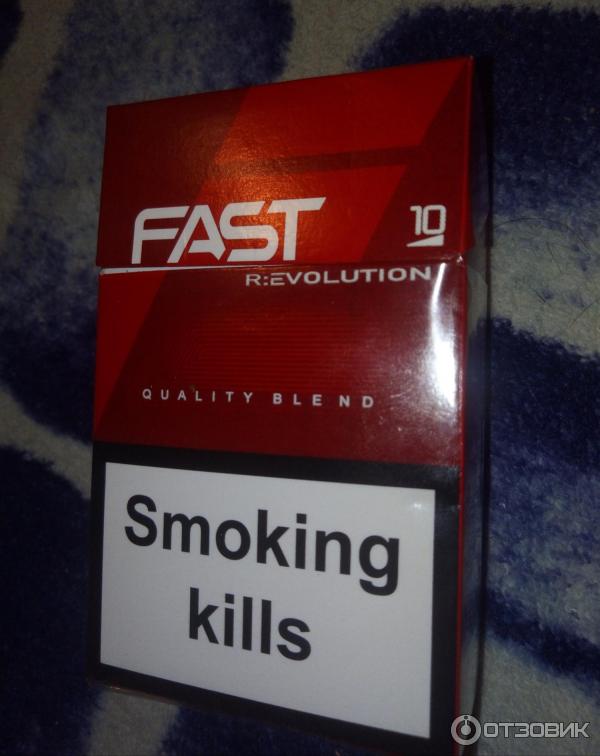 FAST
10
R:EVOLUTION
QUALITY BLEND
Smoking
kills
ОТЗОВИК